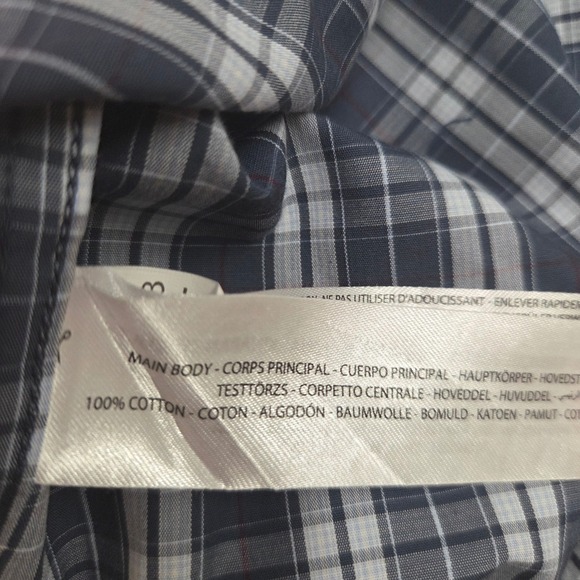 NE PAS UTILISER D'ADOUCISSANT - ENLEVER
MAIN BODY - CORPS PRINCIPAL - CUERPO PRINCIPAL - HAUPTKÖRPER - HOVEDST
TESTTÖRZS - CORPETTO CENTRALE - HOVEDDEL - HUVUDDEL -
100% COTTON - COTON - ALGODÓN - BAUMWOLLE - BOMULD - KATOEN - PAMUT - COT